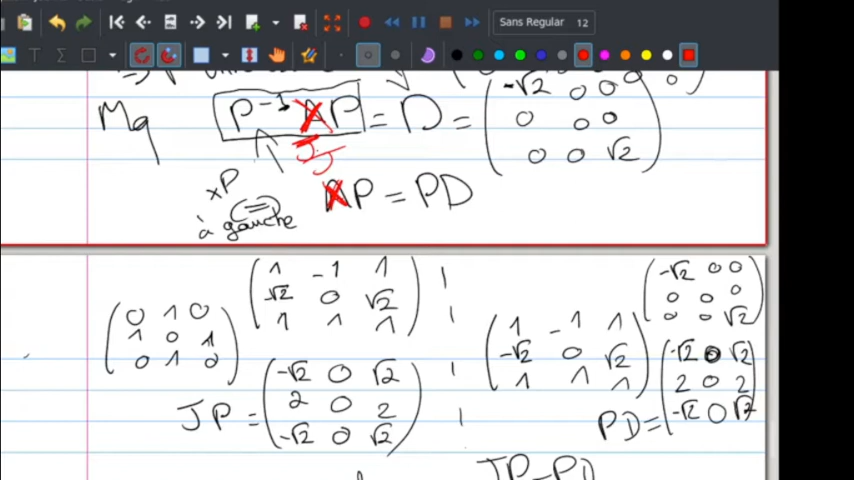 Sans Regular 12
Mq P⁻¹AP = D = (-√2 0 0
0 0 0
0 0 √2)
J
J
×P
à gauche (⇔) AP = PD
(0 1 0
1 0 1
0 1 0)
(1 -1 1
-√2 0 √2
1 1 1)
JP = (-√2 0 √2
2 0 2
-√2 0 √2)
(1 -1 1
-√2 0 √2
1 1 1)
(-√2 0 0
0 0 0
0 0 √2)
PD = (-√2 0 √2
2 0 2
-√2 0 √2)
JP = PD